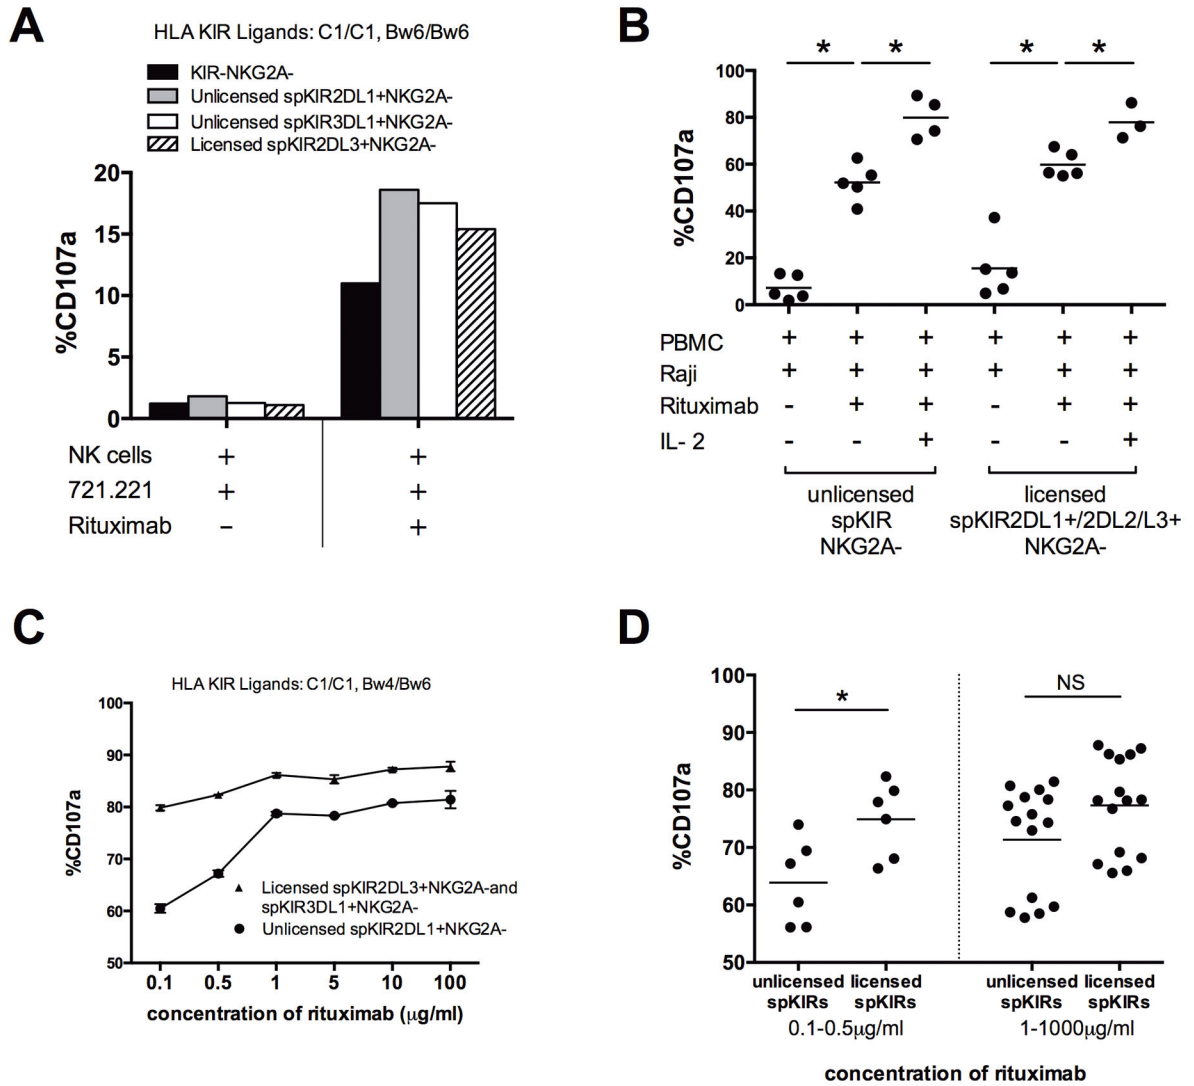 A
HLA KIR Ligands: C1/C1, Bw6/Bw6
KIR-NKG2A-
Unlicensed spKIR2DL1+NKG2A-
Unlicensed spKIR3DL1+NKG2A-
Licensed spKIR2DL3+NKG2A-
%CD107a
20
15
10
5
0
NK cells + +
721.221 + +
Rituximab - +
B
* * * *
%CD107a
100
80
60
40
20
0
PBMC + + + + + +
Raji + + + + + +
Rituximab - + + - + +
IL- 2 - - + - - +
unlicensed
spKIR
NKG2A-
licensed
spKIR2DL1+/2DL2/L3+
NKG2A-
C
HLA KIR Ligands: C1/C1, Bw4/Bw6
%CD107a
100
90
80
70
60
50
Licensed spKIR2DL3+NKG2A-and
spKIR3DL1+NKG2A-
Unlicensed spKIR2DL1+NKG2A-
0.1 0.5 1 5 10 100
concentration of rituximab (μg/ml)
D
* NS
%CD107a
100
90
80
70
60
50
unlicensed licensed unlicensed licensed
spKIRs spKIRs spKIRs spKIRs
0.1-0.5μg/ml 1-1000μg/ml
concentration of rituximab